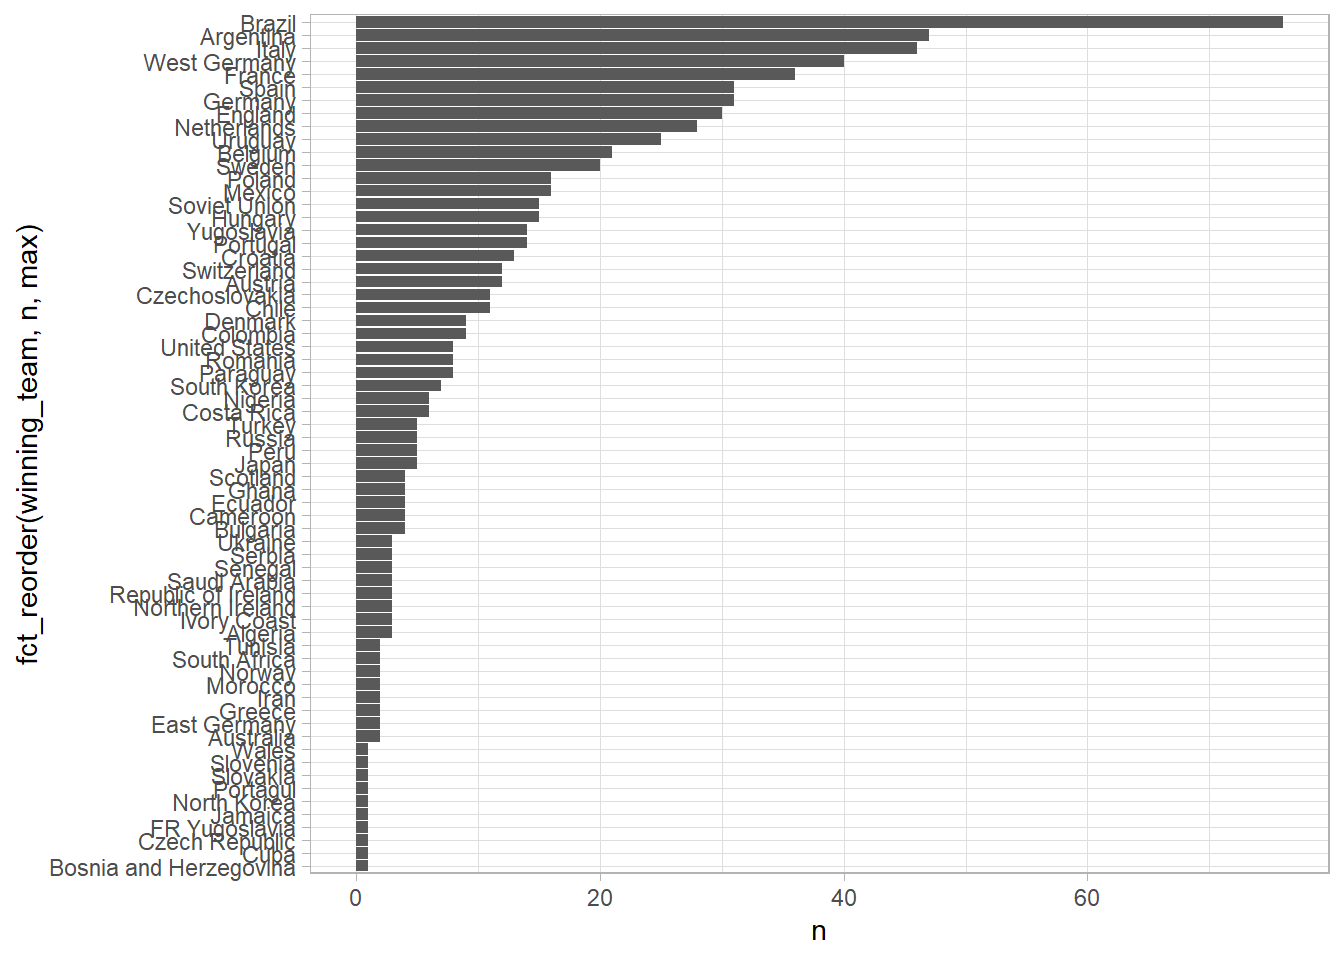 Brazil
Argentina
Italy
West Germany
France
Spain
Germany
England
Netherlands
Uruguay
Belgium
Sweden
Poland
Mexico
Soviet Union
Hungary
Yugoslavia
Portugal
Croatia
Switzerland
Austria
Czechoslovakia
Chile
Denmark
Colombia
United States
Romania
Paraguay
South Korea
Nigeria
Costa Rica
Turkey
Russia
Peru
Japan
Scotland
Ghana
Ecuador
Cameroon
Bulgaria
Ukraine
Serbia
Senegal
Saudi Arabia
Republic of Ireland
Northern Ireland
Ivory Coast
Algeria
Tunisia
South Africa
Norway
Morocco
Iran
Greece
East Germany
Australia
Wales
Slovenia
Slovakia
Portagul
North Korea
Jamaica
FR Yugoslavia
Czech Republic
Cuba
Bosnia and Herzegovina
fct_reorder(winning_team, n, max)
0 20 40 60
n